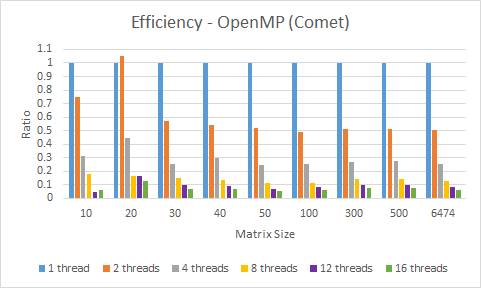 Efficiency - OpenMP (Comet)
1.1
1
0.9
0.8
0.7
0.6
0.5
0.4
0.3
0.2
0.1
0
Ratio
10 20 30 40 50 100 300 500 6474
Matrix Size
1 thread 2 threads 4 threads 8 threads 12 threads 16 threads